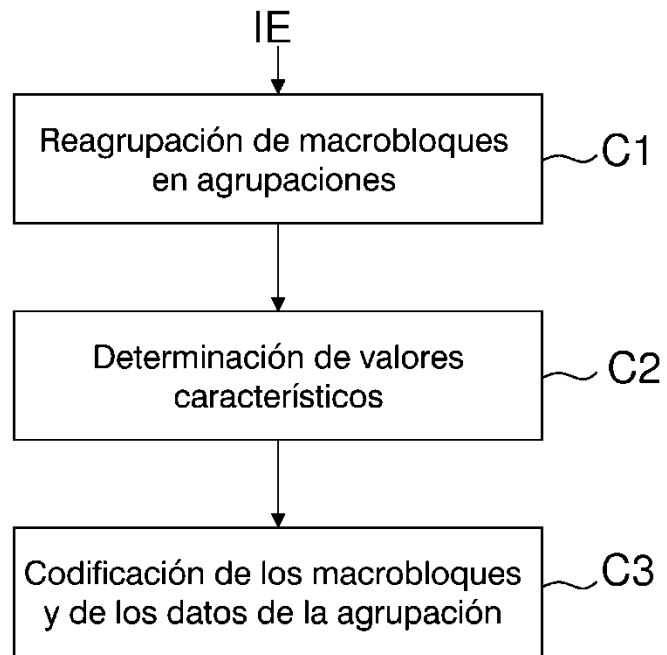 IE
Reagrupación de macrobloques
en agrupaciones
C1
Determinación de valores
característicos
C2
Codificación de los macrobloques
y de los datos de la agrupación
C3